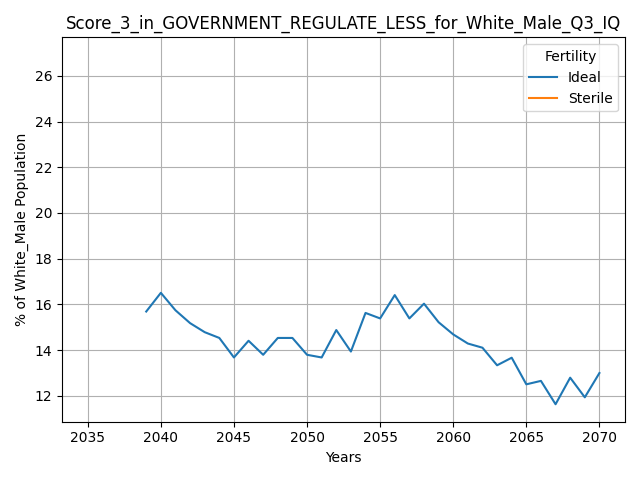 Score_3_in_GOVERNMENT_REGULATE_LESS_for_White_Male_Q3_IQ
Fertility
Ideal
Sterile
% of White_Male Population
26
24
22
20
18
16
14
12
2035 2040 2045 2050 2055 2060 2065 2070
Years